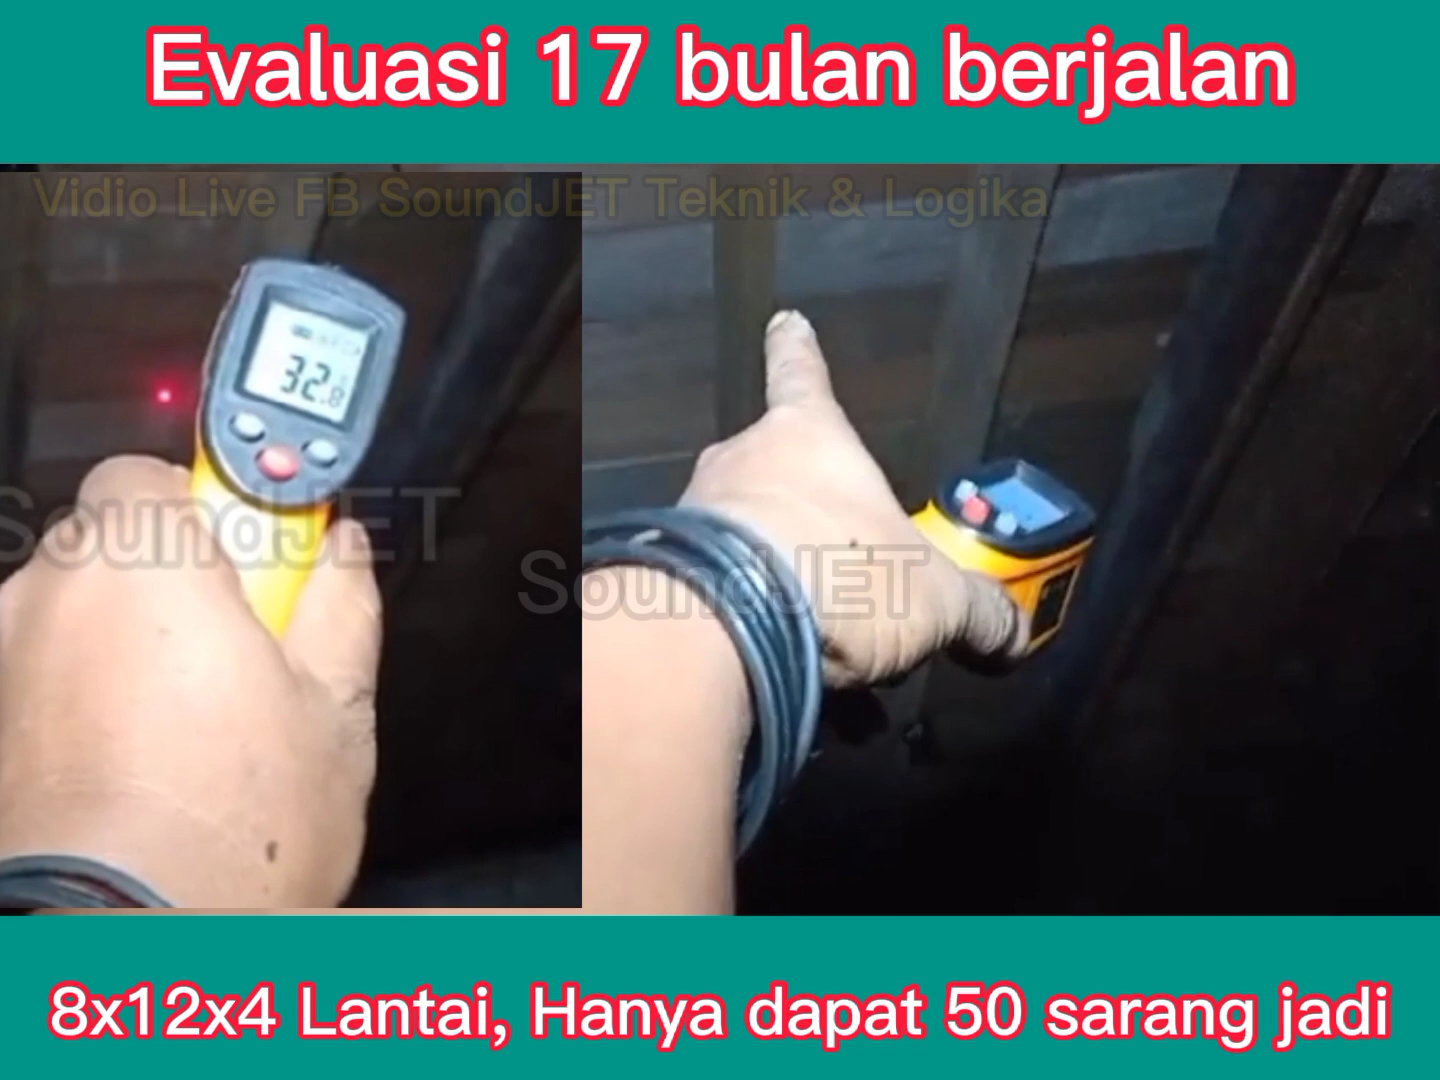 Evaluasi 17 bulan berjalan
Vidio Live FB SoundJET Teknik & Logika
32.8
SoundJET
SoundJET
8x12x4 Lantai, Hanya dapat 50 sarang jadi